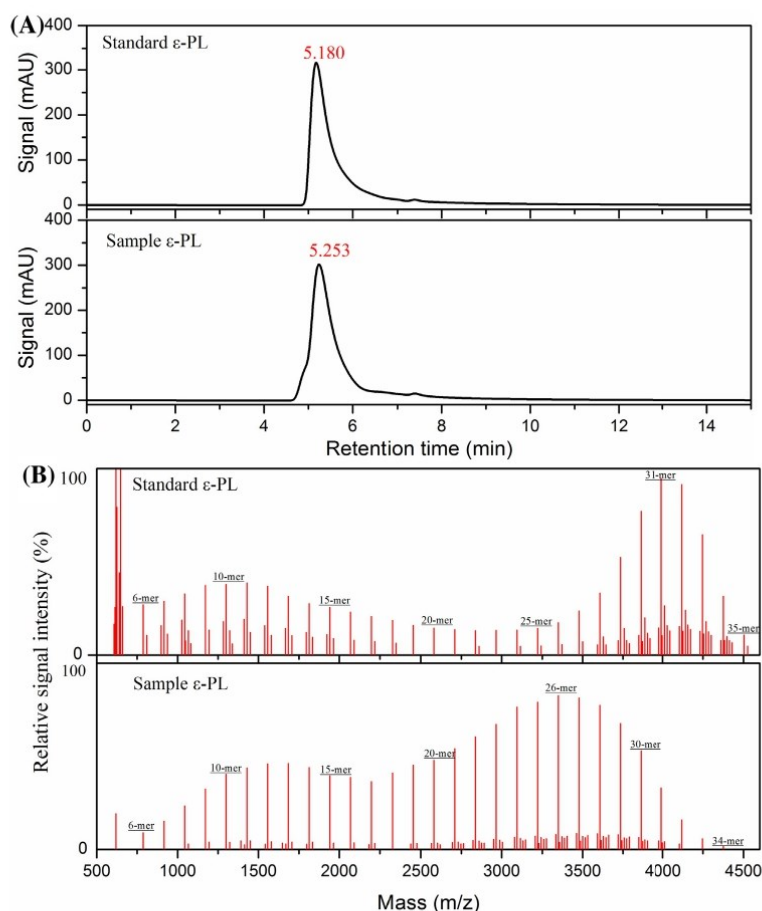 (A)
400
300
200
100
0
Signal (mAU)
Standard ε-PL
5.180
400
300
200
100
0
Signal (mAU)
Sample ε-PL
5.253
0 2 4 6 8 10 12 14
Retention time (min)
(B)
100
0
Standard ε-PL
6-mer
10-mer
15-mer
20-mer
25-mer
31-mer
35-mer
Relative signal intensity (%)
100
0
Sample ε-PL
6-mer
10-mer
15-mer
20-mer
26-mer
30-mer
34-mer
500 1000 1500 2000 2500 3000 3500 4000 4500
Mass (m/z)